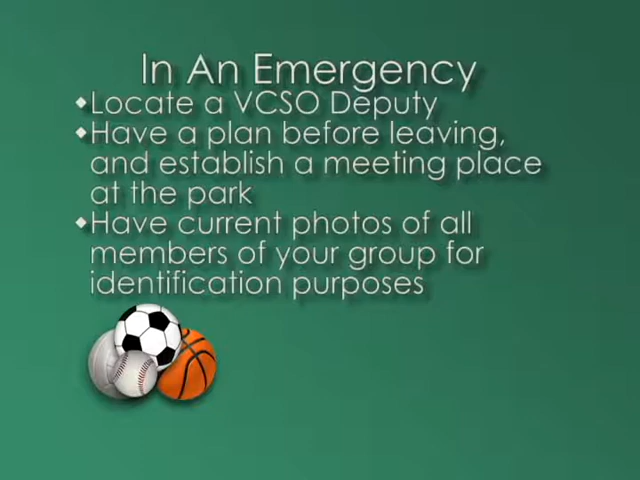 In An Emergency
◆Locate a VCSO Deputy
◆Have a plan before leaving,
and establish a meeting place
at the park
◆Have current photos of all
members of your group for
identification purposes